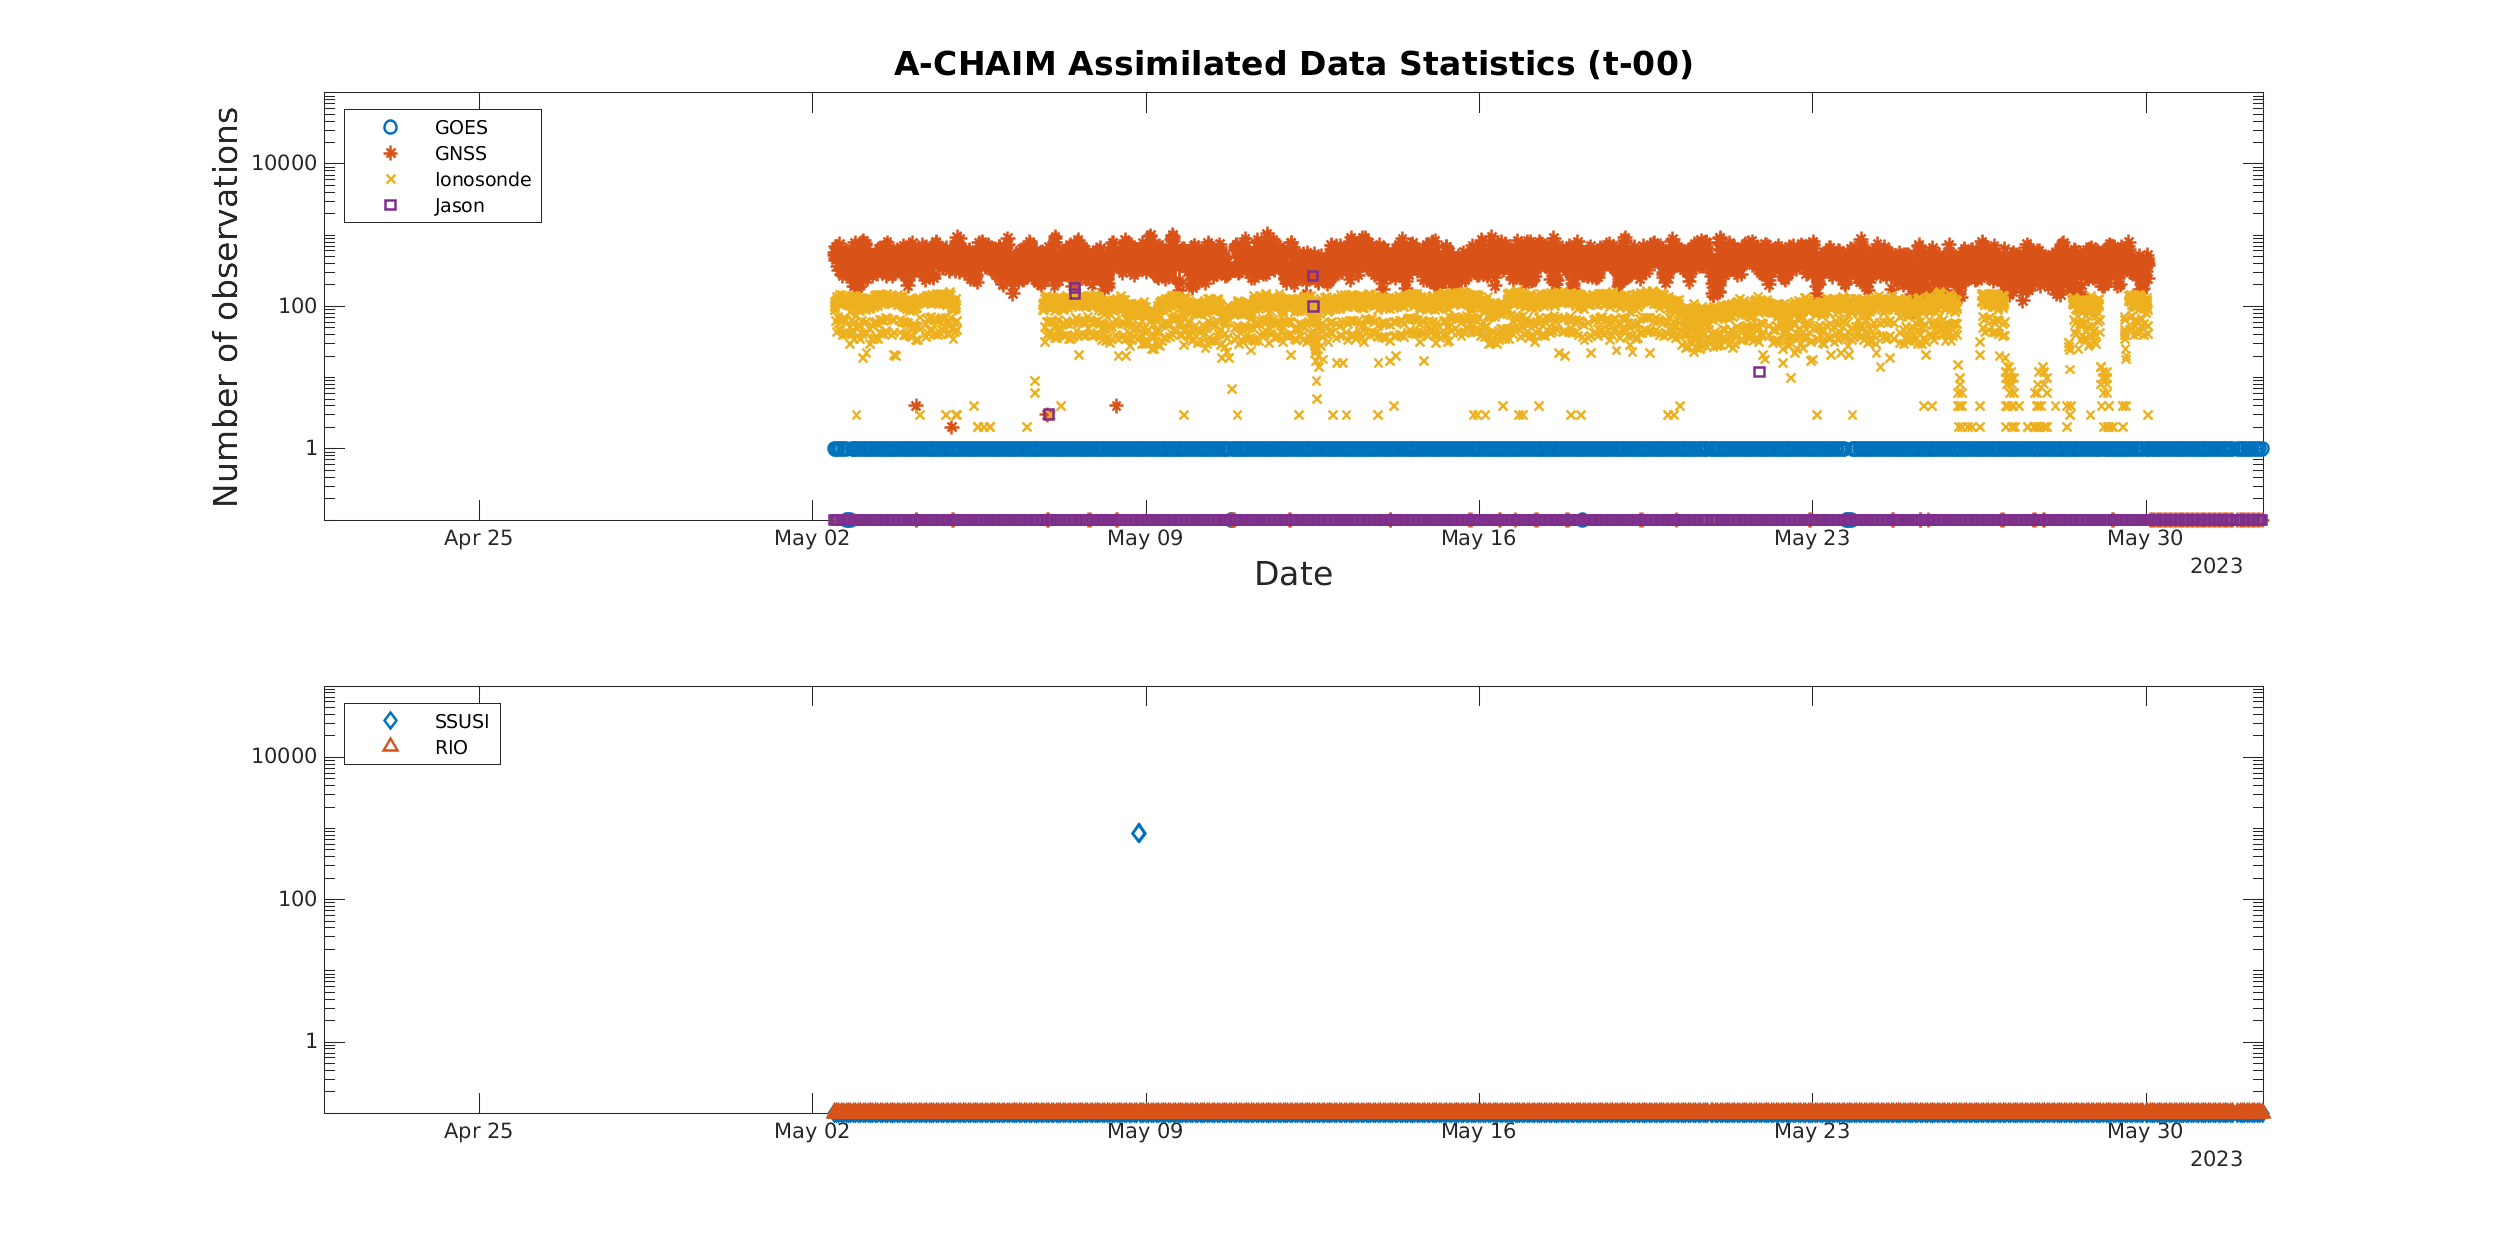 A-CHAIM Assimilated Data Statistics (t-00)
Number of observations
GOES
GNSS
Ionosonde
Jason
10000
100
1
Apr 25 May 02 May 09 May 16 May 23 May 30
2023
Date
SSUSI
RIO
10000
100
1
Apr 25 May 02 May 09 May 16 May 23 May 30
2023